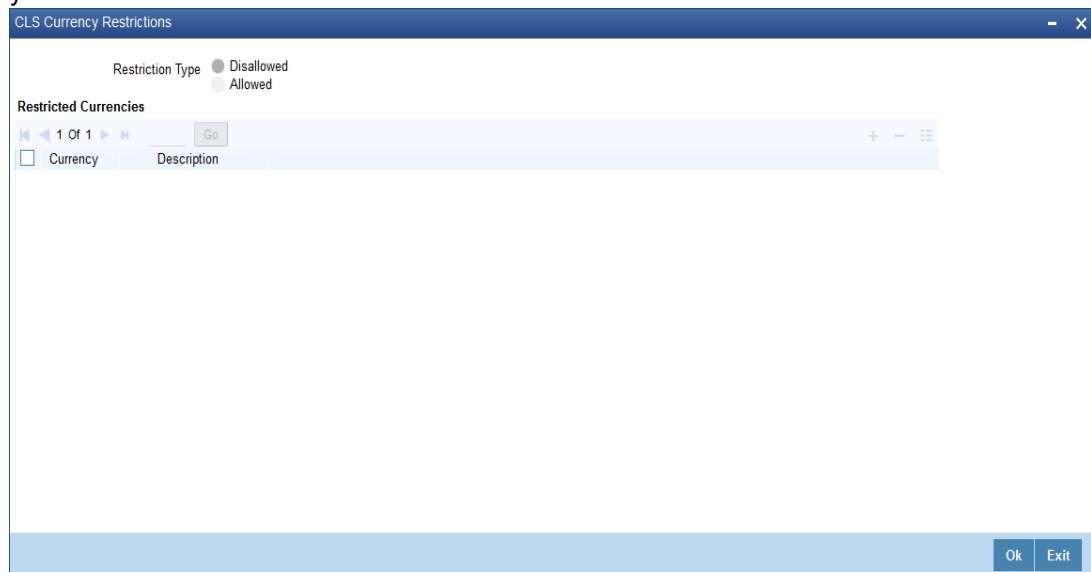 y
CLS Currency Restrictions
Restriction Type Disallowed
Allowed
Restricted Currencies
1 Of 1 Go
Currency Description
Ok Exit